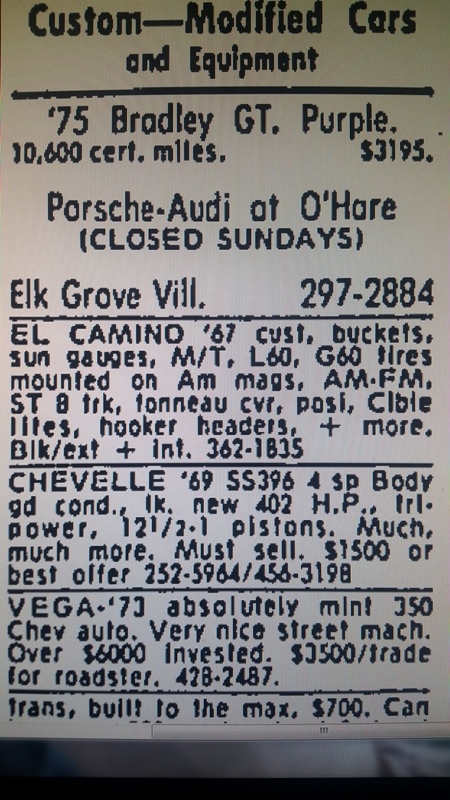 Custom—Modified Cars
and Equipment
'75 Bradley GT. Purple.
10,600 cert. miles. $3195.
Porsche-Audi at O'Hare
(CLOSED SUNDAYS)
Elk Grove Vill. 297-2884
EL CAMINO '67 cust, buckets,
sun gauges, M/T, L60, G60 tires
mounted on Am mags, AM-FM,
ST 8 trk, tonneau cvr, posi, Cible
lites, hooker headers, + more.
Blk/ext + int. 362-1835
CHEVELLE '69 SS396 4 sp Body
gd cond., lk. new 402 H.P., tri-
power, 12½-1 pistons. Much,
much more. Must sell. $1500 or
best offer 252-5964/456-3198
VEGA-'73 absolutely mint 350
Chev auto. Very nice street mach.
Over $6000 invested. $3500/trade
for roadster. 428-2487.
trans, built to the max, $700. Can